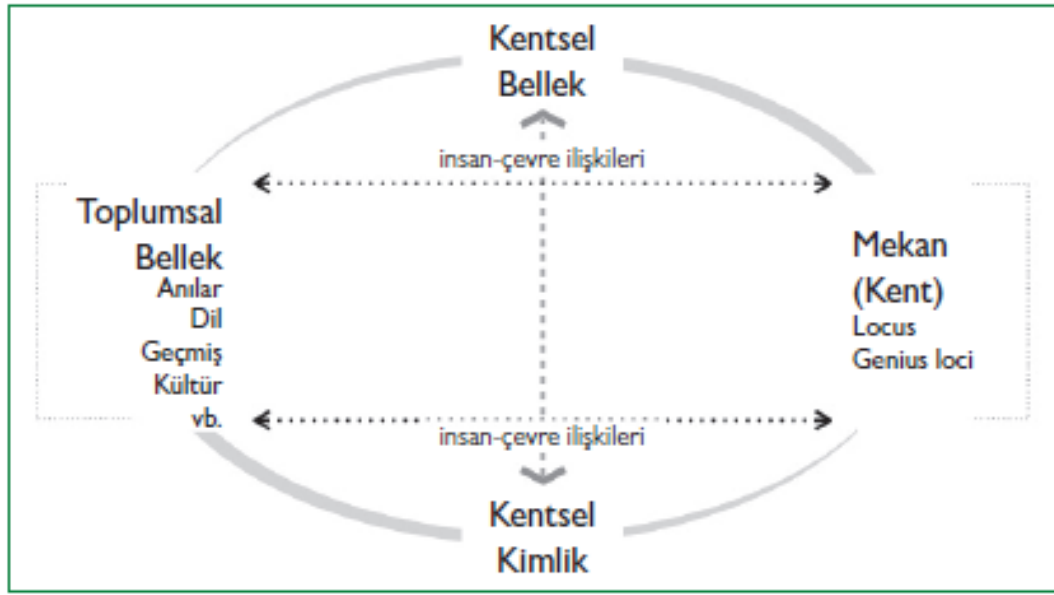 Kentsel
Bellek
insan-çevre ilişkileri
Toplumsal
Bellek
Anılar
Dil
Geçmiş
Kültür
vb.
Mekan
(Kent)
Locus
Genius loci
insan-çevre ilişkileri
Kentsel
Kimlik